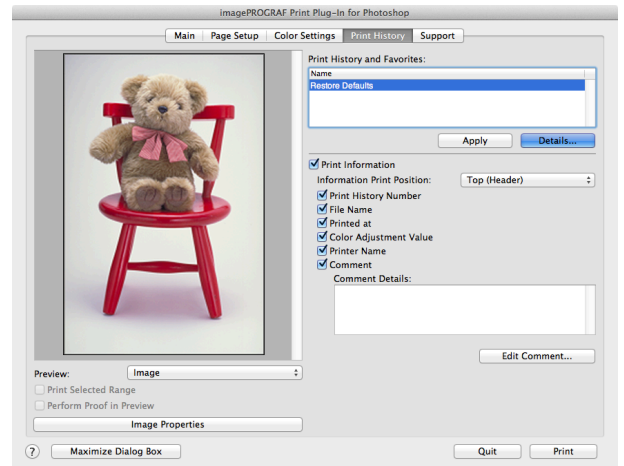 imagePROGRAF Print Plug-In for Photoshop
Main Page Setup Color Settings Print History Support
Print History and Favorites:
Name
Restore Defaults
Apply Details...
Print Information
Information Print Position: Top (Header)
Print History Number
File Name
Printed at
Color Adjustment Value
Printer Name
Comment
Comment Details:
Edit Comment...
Preview: Image
Print Selected Range
Perform Proof in Preview
Image Properties
? Maximize Dialog Box Quit Print